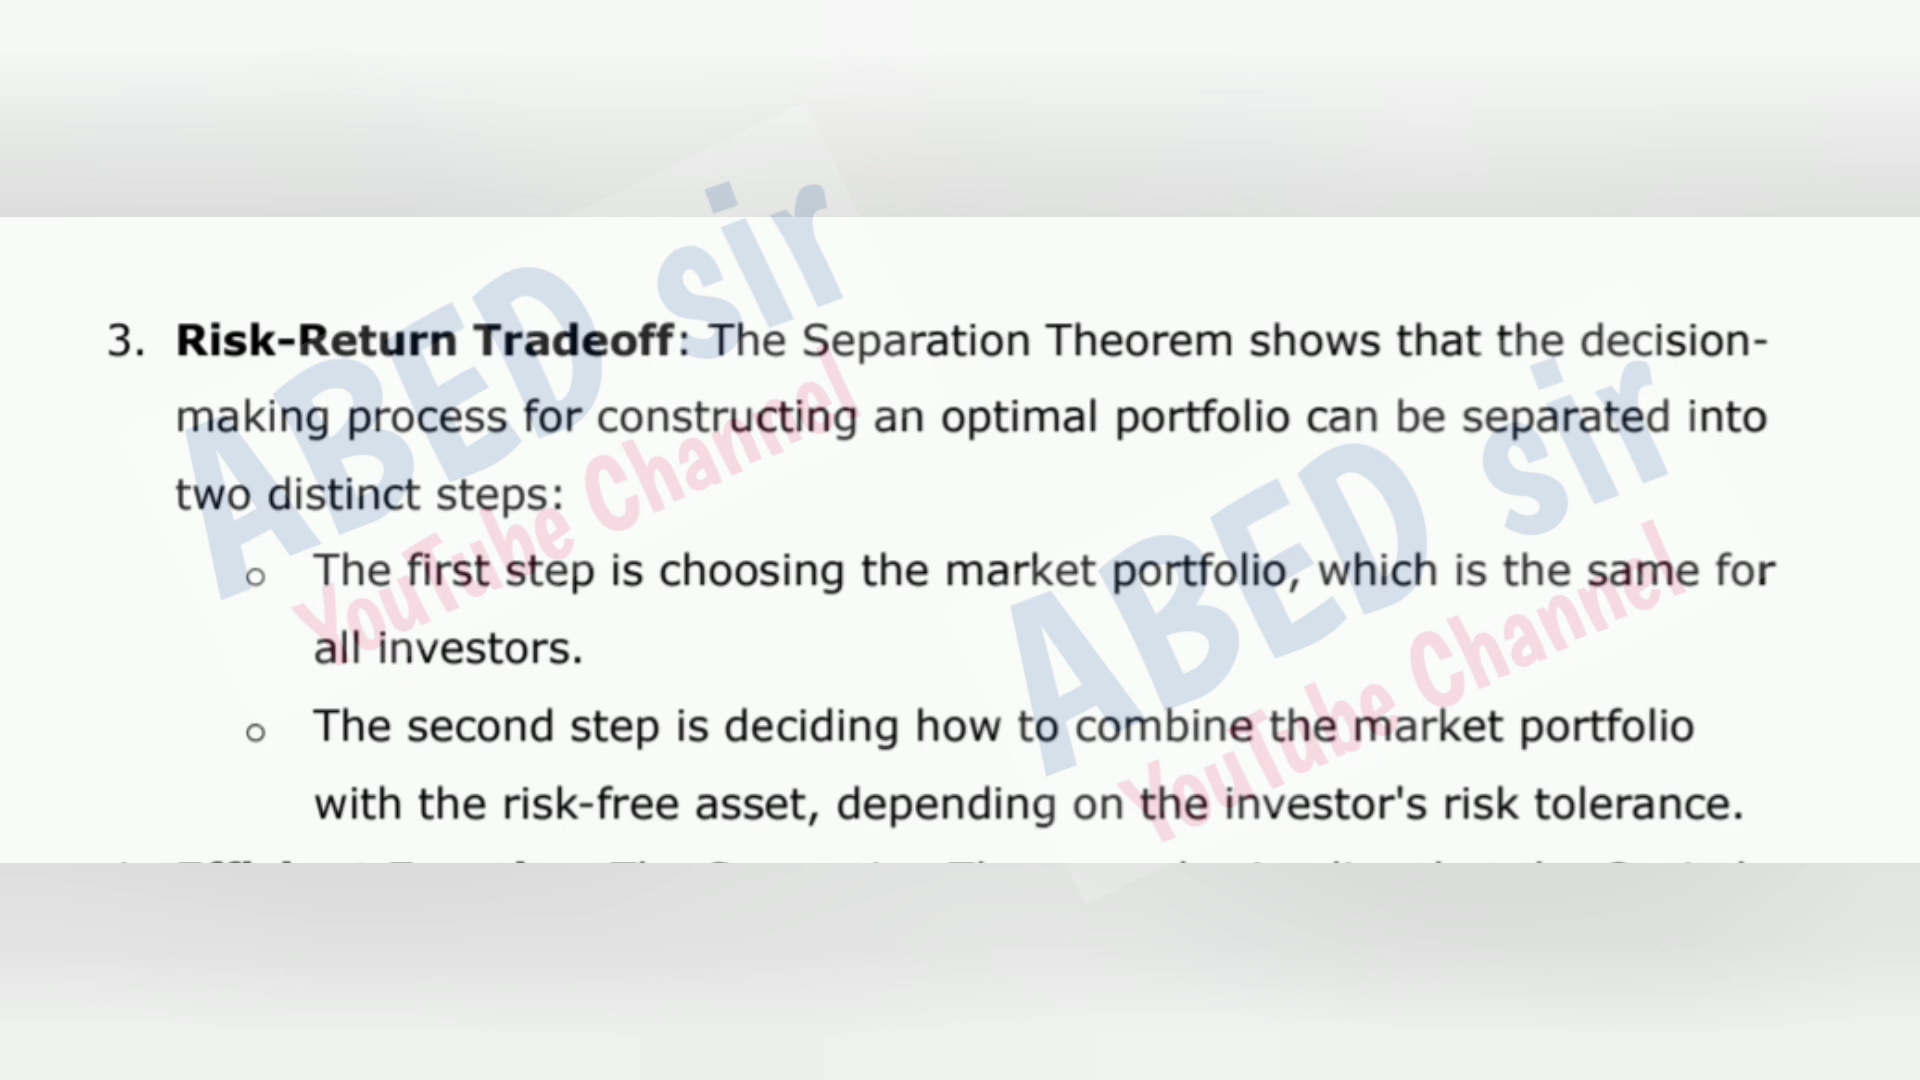 3. Risk-Return Tradeoff: The Separation Theorem shows that the decision-
making process for constructing an optimal portfolio can be separated into
two distinct steps:
o The first step is choosing the market portfolio, which is the same for
all investors.
o The second step is deciding how to combine the market portfolio
with the risk-free asset, depending on the investor's risk tolerance.
ABED sir
YouTube Channel
ABED sir
YouTube Channel